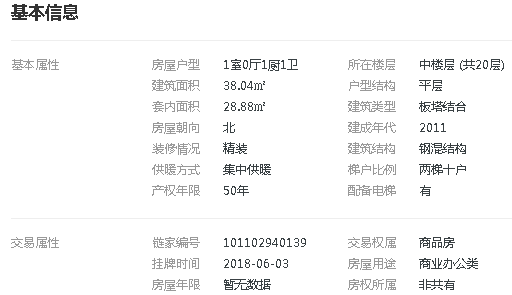 基本信息
基本属性 房屋户型 1室0厅1厨1卫 所在楼层 中楼层 (共20层)
建筑面积 38.04㎡ 户型结构 平层
套内面积 28.88㎡ 建筑类型 板塔结合
房屋朝向 北 建成年代 2011
装修情况 精装 建筑结构 钢混结构
供暖方式 集中供暖 梯户比例 两梯十户
产权年限 50年 配备电梯 有
交易属性 链家编号 101102940139 交易权属 商品房
挂牌时间 2018-06-03 房屋用途 商业办公类
房屋年限 暂无数据 房权所属 非共有